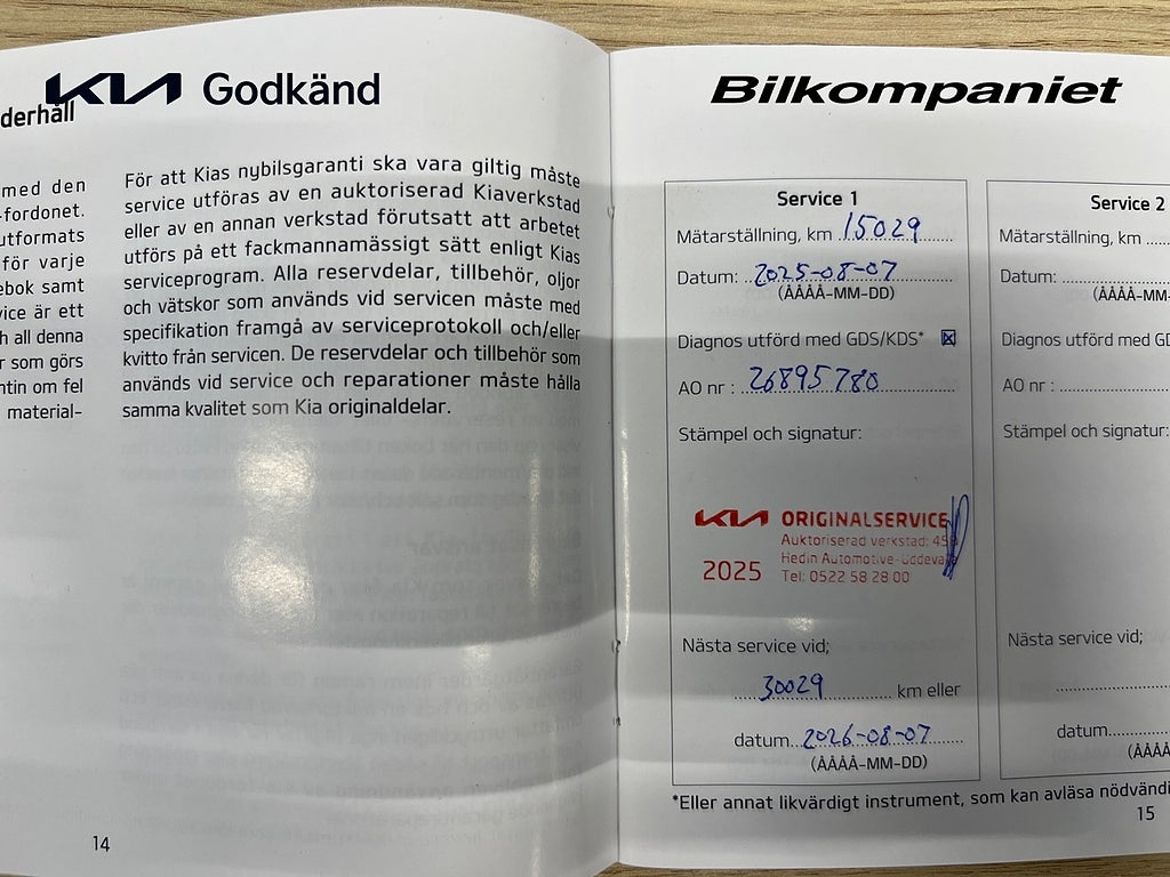 KIA Godkänd
derhåll
med den
-fordonet.
utformats
för varje
ebok samt
vice är ett
h all denna
r som görs
ntin om fel
material-
För att Kias nybilsgaranti ska vara giltig måste
service utföras av en auktoriserad Kiaverkstad
eller av en annan verkstad förutsatt att arbetet
utförs på ett fackmannamässigt sätt enligt Kias
serviceprogram. Alla reservdelar, tillbehör, oljor
och vätskor som används vid servicen måste med
specifikation framgå av serviceprotokoll och/eller
kvitto från servicen. De reservdelar och tillbehör som
används vid service och reparationer måste hålla
samma kvalitet som Kia originaldelar.
14
Bilkompaniet
Service 1
Mätarställning, km 15029
Datum: 2025-08-07
(ÅÅÅÅ-MM-DD)
Diagnos utförd med GDS/KDS*
AO nr : 26895780
Stämpel och signatur:
KIA ORIGINALSERVICE
Auktoriserad verkstad: 45
Hedin Automotive-Uddeva
2025
Tel: 0522 58 28 00
Nästa service vid;
30029 km eller
datum 2026-08-07
(ÅÅÅÅ-MM-DD)
Service 2
Mätarställning, km
Datum:
(ÅÅÅÅ-MM-
Diagnos utförd med GD
AO nr :
Stämpel och signatur:
Nästa service vid;
datum
(ÅÅÅÅ
*Eller annat likvärdigt instrument, som kan avläsa nödvändi
15